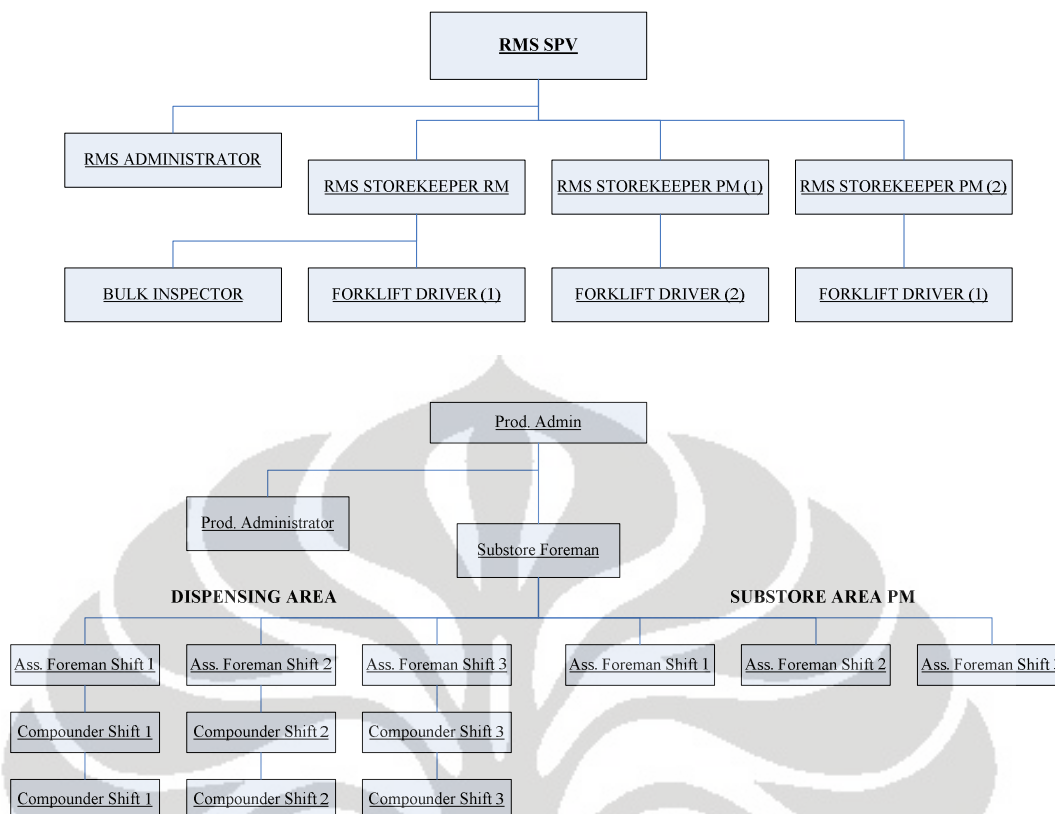 RMS SPV
RMS ADMINISTRATOR
RMS STOREKEEPER RM
RMS STOREKEEPER PM (1)
RMS STOREKEEPER PM (2)
BULK INSPECTOR
FORKLIFT DRIVER (1)
FORKLIFT DRIVER (2)
FORKLIFT DRIVER (1)
Prod. Admin
Prod. Administrator
Substore Foreman
DISPENSING AREA
SUBSTORE AREA PM
Ass. Foreman Shift 1
Ass. Foreman Shift 2
Ass. Foreman Shift 3
Ass. Foreman Shift 1
Ass. Foreman Shift 2
Ass. Foreman Shift
Compounder Shift 1
Compounder Shift 2
Compounder Shift 3
Compounder Shift 1
Compounder Shift 2
Compounder Shift 3